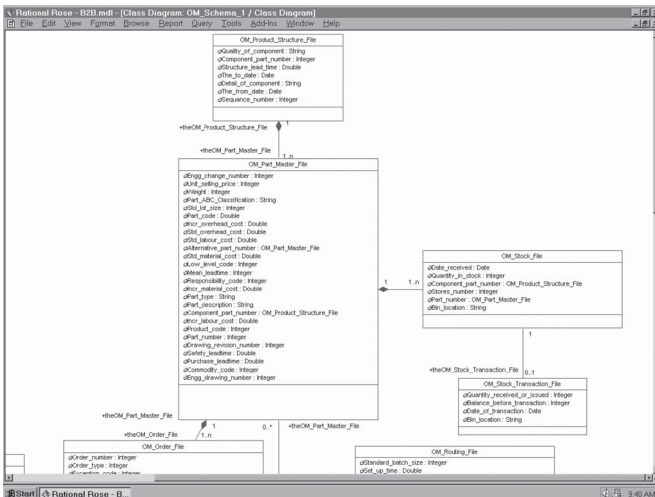 Rational Rose - B2B.mdl - [Class Diagram: OM_Schema_1 / Class Diagram]
File Edit View Format Browse Report Query Tools Add-Ins Window Help
OM_Product_Structure_File
Quality_of_component : String
Component_part_number : Integer
Structure_lead_time : Double
The_to_date : Date
Detail_of_component : String
The_from_date : Date
Sequence_number : Integer
+theOM_Product_Structure_File 1
+theOM_Part_Master_File 1..n
OM_Part_Master_File
Engg_change_number : Integer
Unit_selling_price : Integer
Weight : Integer
Part_ABC_Classification : String
Std_lot_size : Integer
Part_code : Double
Incr_overhead_cost : Double
Std_overhead_cost : Double
Std_labour_cost : Double
Alternative_part_number : OM_Part_Master_File
Std_material_cost : Double
Low_level_code : Integer
Mean_leadtime : Integer
Responsibility_code : Integer
Incr_material_cost : Double
Part_type : String
Part_description : String
Component_part_number : OM_Product_Structure_File
Incr_labour_cost : Double
Product_code : Integer
Part_number : Integer
Drawing_revision_number : Integer
Safety_leadtime : Double
Purchase_leadtime : Double
Commodity_code : Integer
Engg_drawing_number : Integer
1 1..n
OM_Stock_File
Date_received : Date
Quantity_in_stock : Integer
Component_part_number : OM_Product_Structure_File
Stores_number : Integer
Part_number : OM_Part_Master_File
Bin_location : String
1
+theOM_Stock_Transaction_File 0..1
OM_Stock_Transaction_File
Quantity_received_or_issued : Integer
Balance_before_transaction : Integer
Date_of_transaction : Date
Bin_location : String
+theOM_Part_Master_File 1 0..* +theOM_Part_Master_File
+theOM_Order_File 1..n
OM_Order_File
Order_number : Integer
Order_type : Integer
Exception_code : Integer
OM_Routing_File
Standard_batch_size : Integer
Set_up_time : Double
Start Rational Rose - B... 9:40 AM